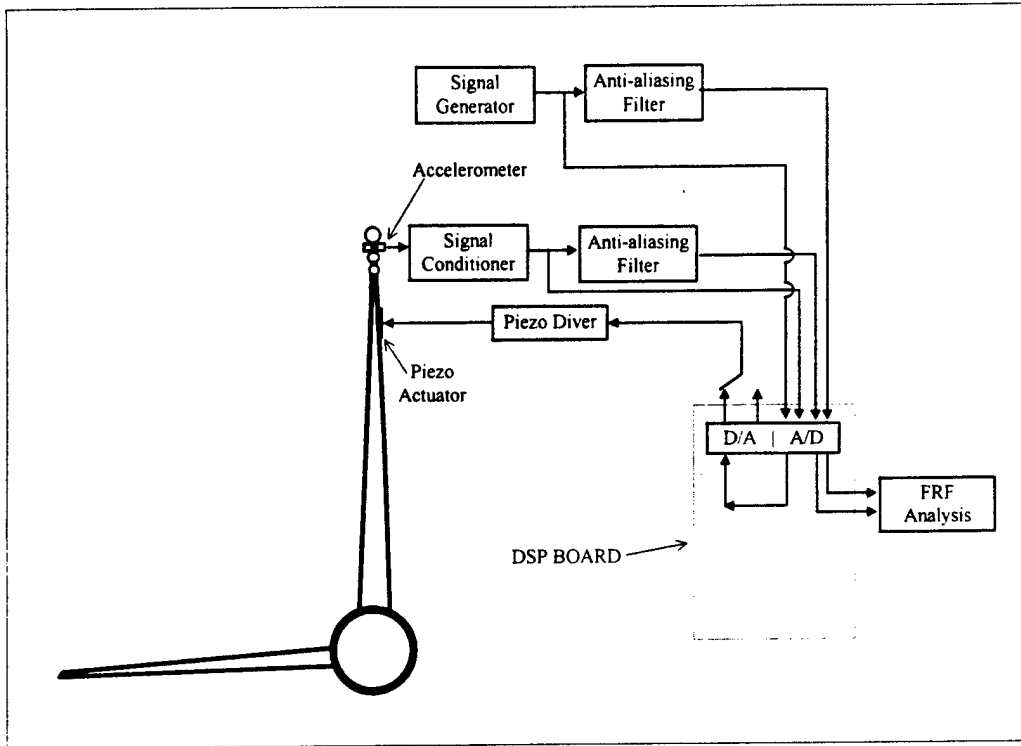 Signal
Generator
Anti-aliasing
Filter
Accelerometer
Signal
Conditioner
Anti-aliasing
Filter
Piezo Diver
Piezo
Actuator
D/A | A/D
FRF
Analysis
DSP BOARD